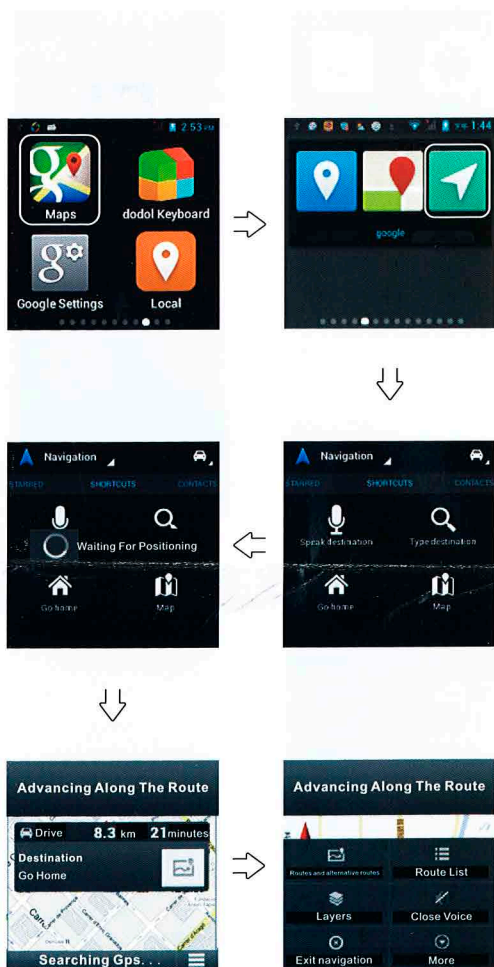 2:53 PM
Maps
dodol Keyboard
Google Settings
Local
1:44
google
Navigation
STARRED SHORTCUTS CONTACTS
Waiting For Positioning
Go home
Map
Navigation
STARRED SHORTCUTS CONTACTS
Speak destination
Type destination
Go home
Map
Advancing Along The Route
Drive 8.3 km 21minutes
Destination
Go Home
Searching Gps. . .
Advancing Along The Route
Routes and alternative routes
Route List
Layers
Close Voice
Exit navigation
More